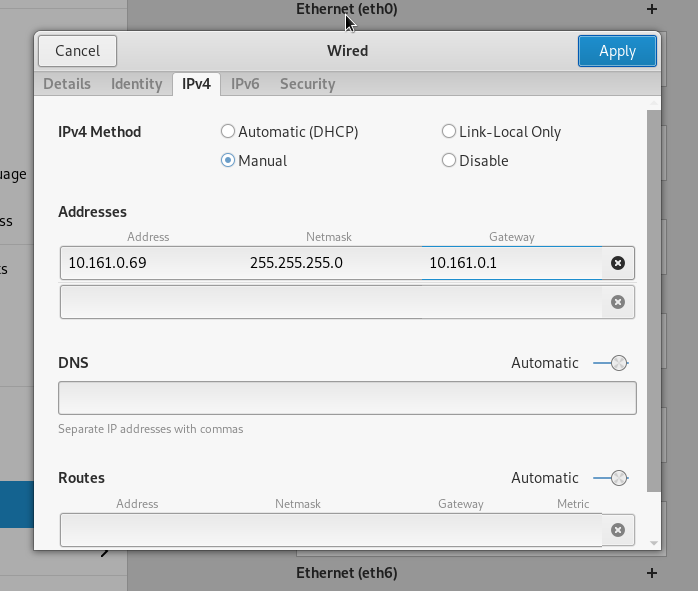 Ethernet (eth0) +
Cancel Wired Apply
Details Identity IPv4 IPv6 Security
IPv4 Method Automatic (DHCP) Link-Local Only
Manual Disable
uage
Addresses
ss
Address Netmask Gateway
10.161.0.69 255.255.255.0 10.161.0.1
ts
DNS Automatic
Separate IP addresses with commas
Routes Automatic
Address Netmask Gateway Metric
Ethernet (eth6) +